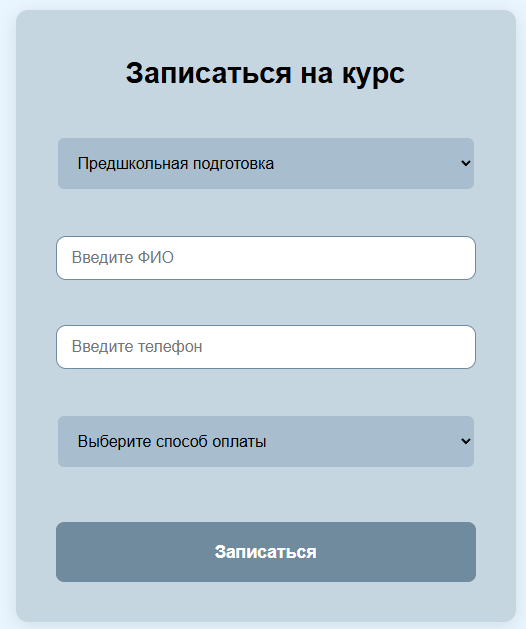 Записаться на курс
Предшкольная подготовка
Введите ФИО
Введите телефон
Выберите способ оплаты
Записаться